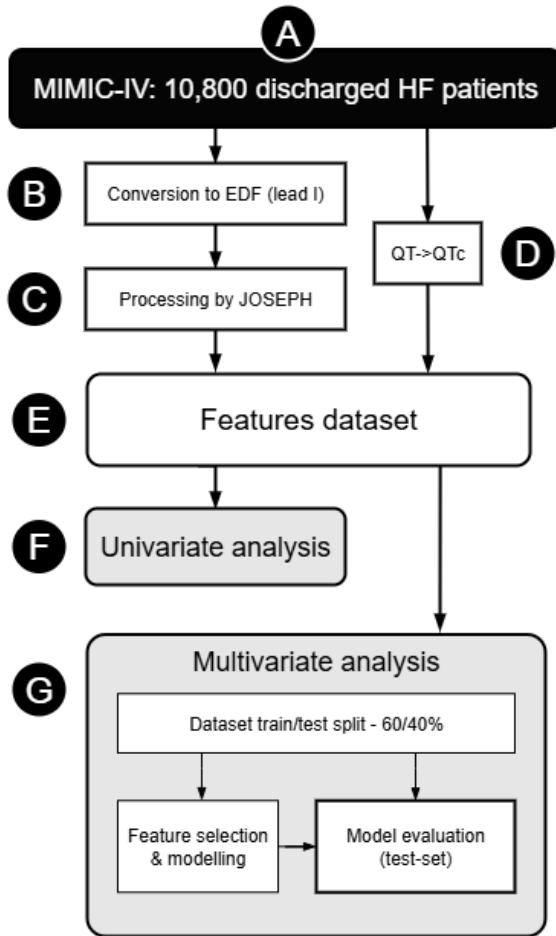 A
MIMIC-IV: 10,800 discharged HF patients
B
Conversion to EDF (lead I)
D
QT->QTc
C
Processing by JOSEPH
E
Features dataset
F
Univariate analysis
G
Multivariate analysis
Dataset train/test split - 60/40%
Feature selection
& modelling
Model evaluation
(test-set)